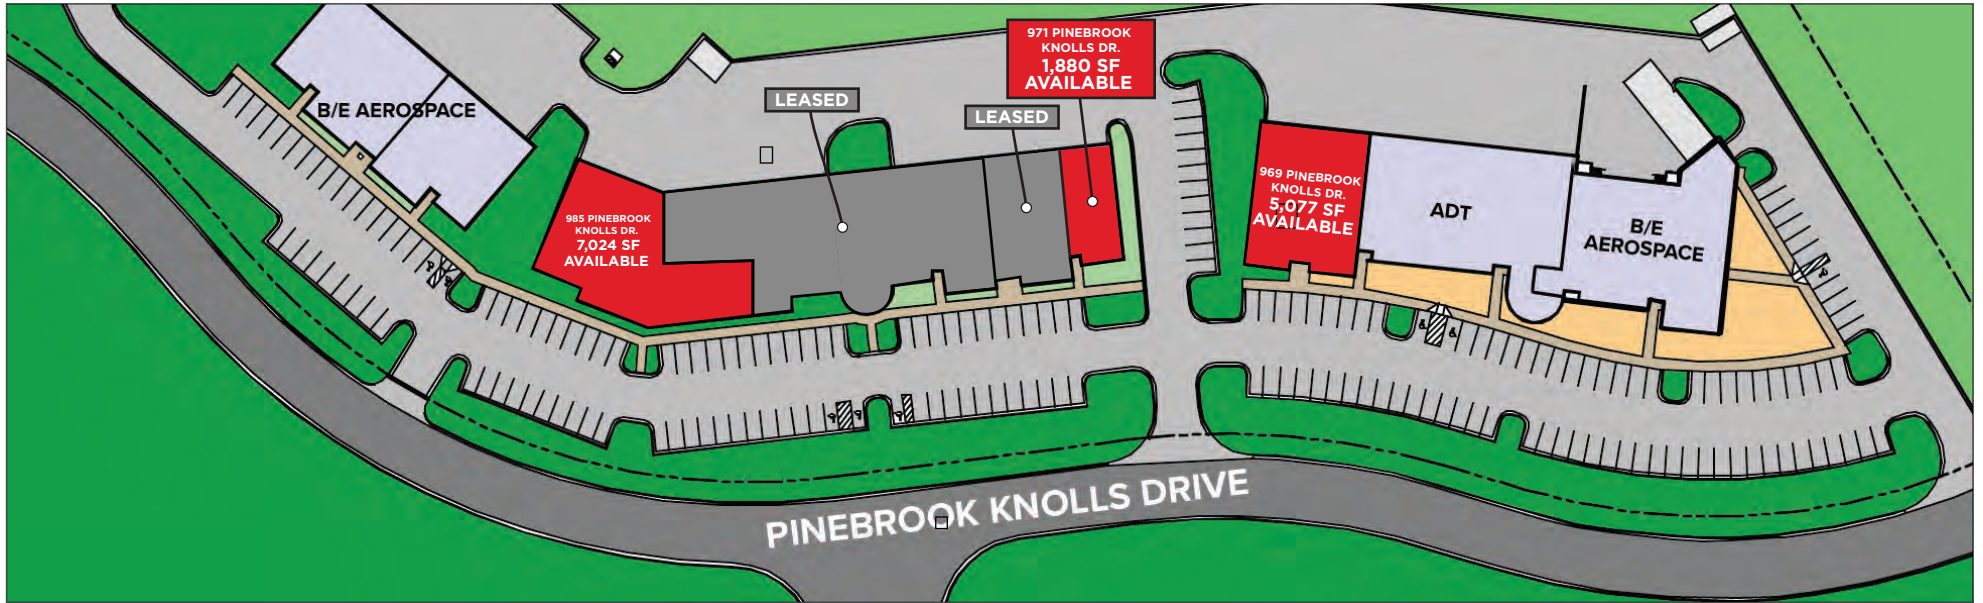 971 PINEBROOK
KNOLLS DR.
1,880 SF
AVAILABLE
LEASED
LEASED
B/E AEROSPACE
985 PINEBROOK
KNOLLS DR.
7,024 SF
AVAILABLE
969 PINEBROOK
KNOLLS DR.
5,077 SF
AVAILABLE
ADT
B/E
AEROSPACE
PINEBROOK KNOLLS DRIVE